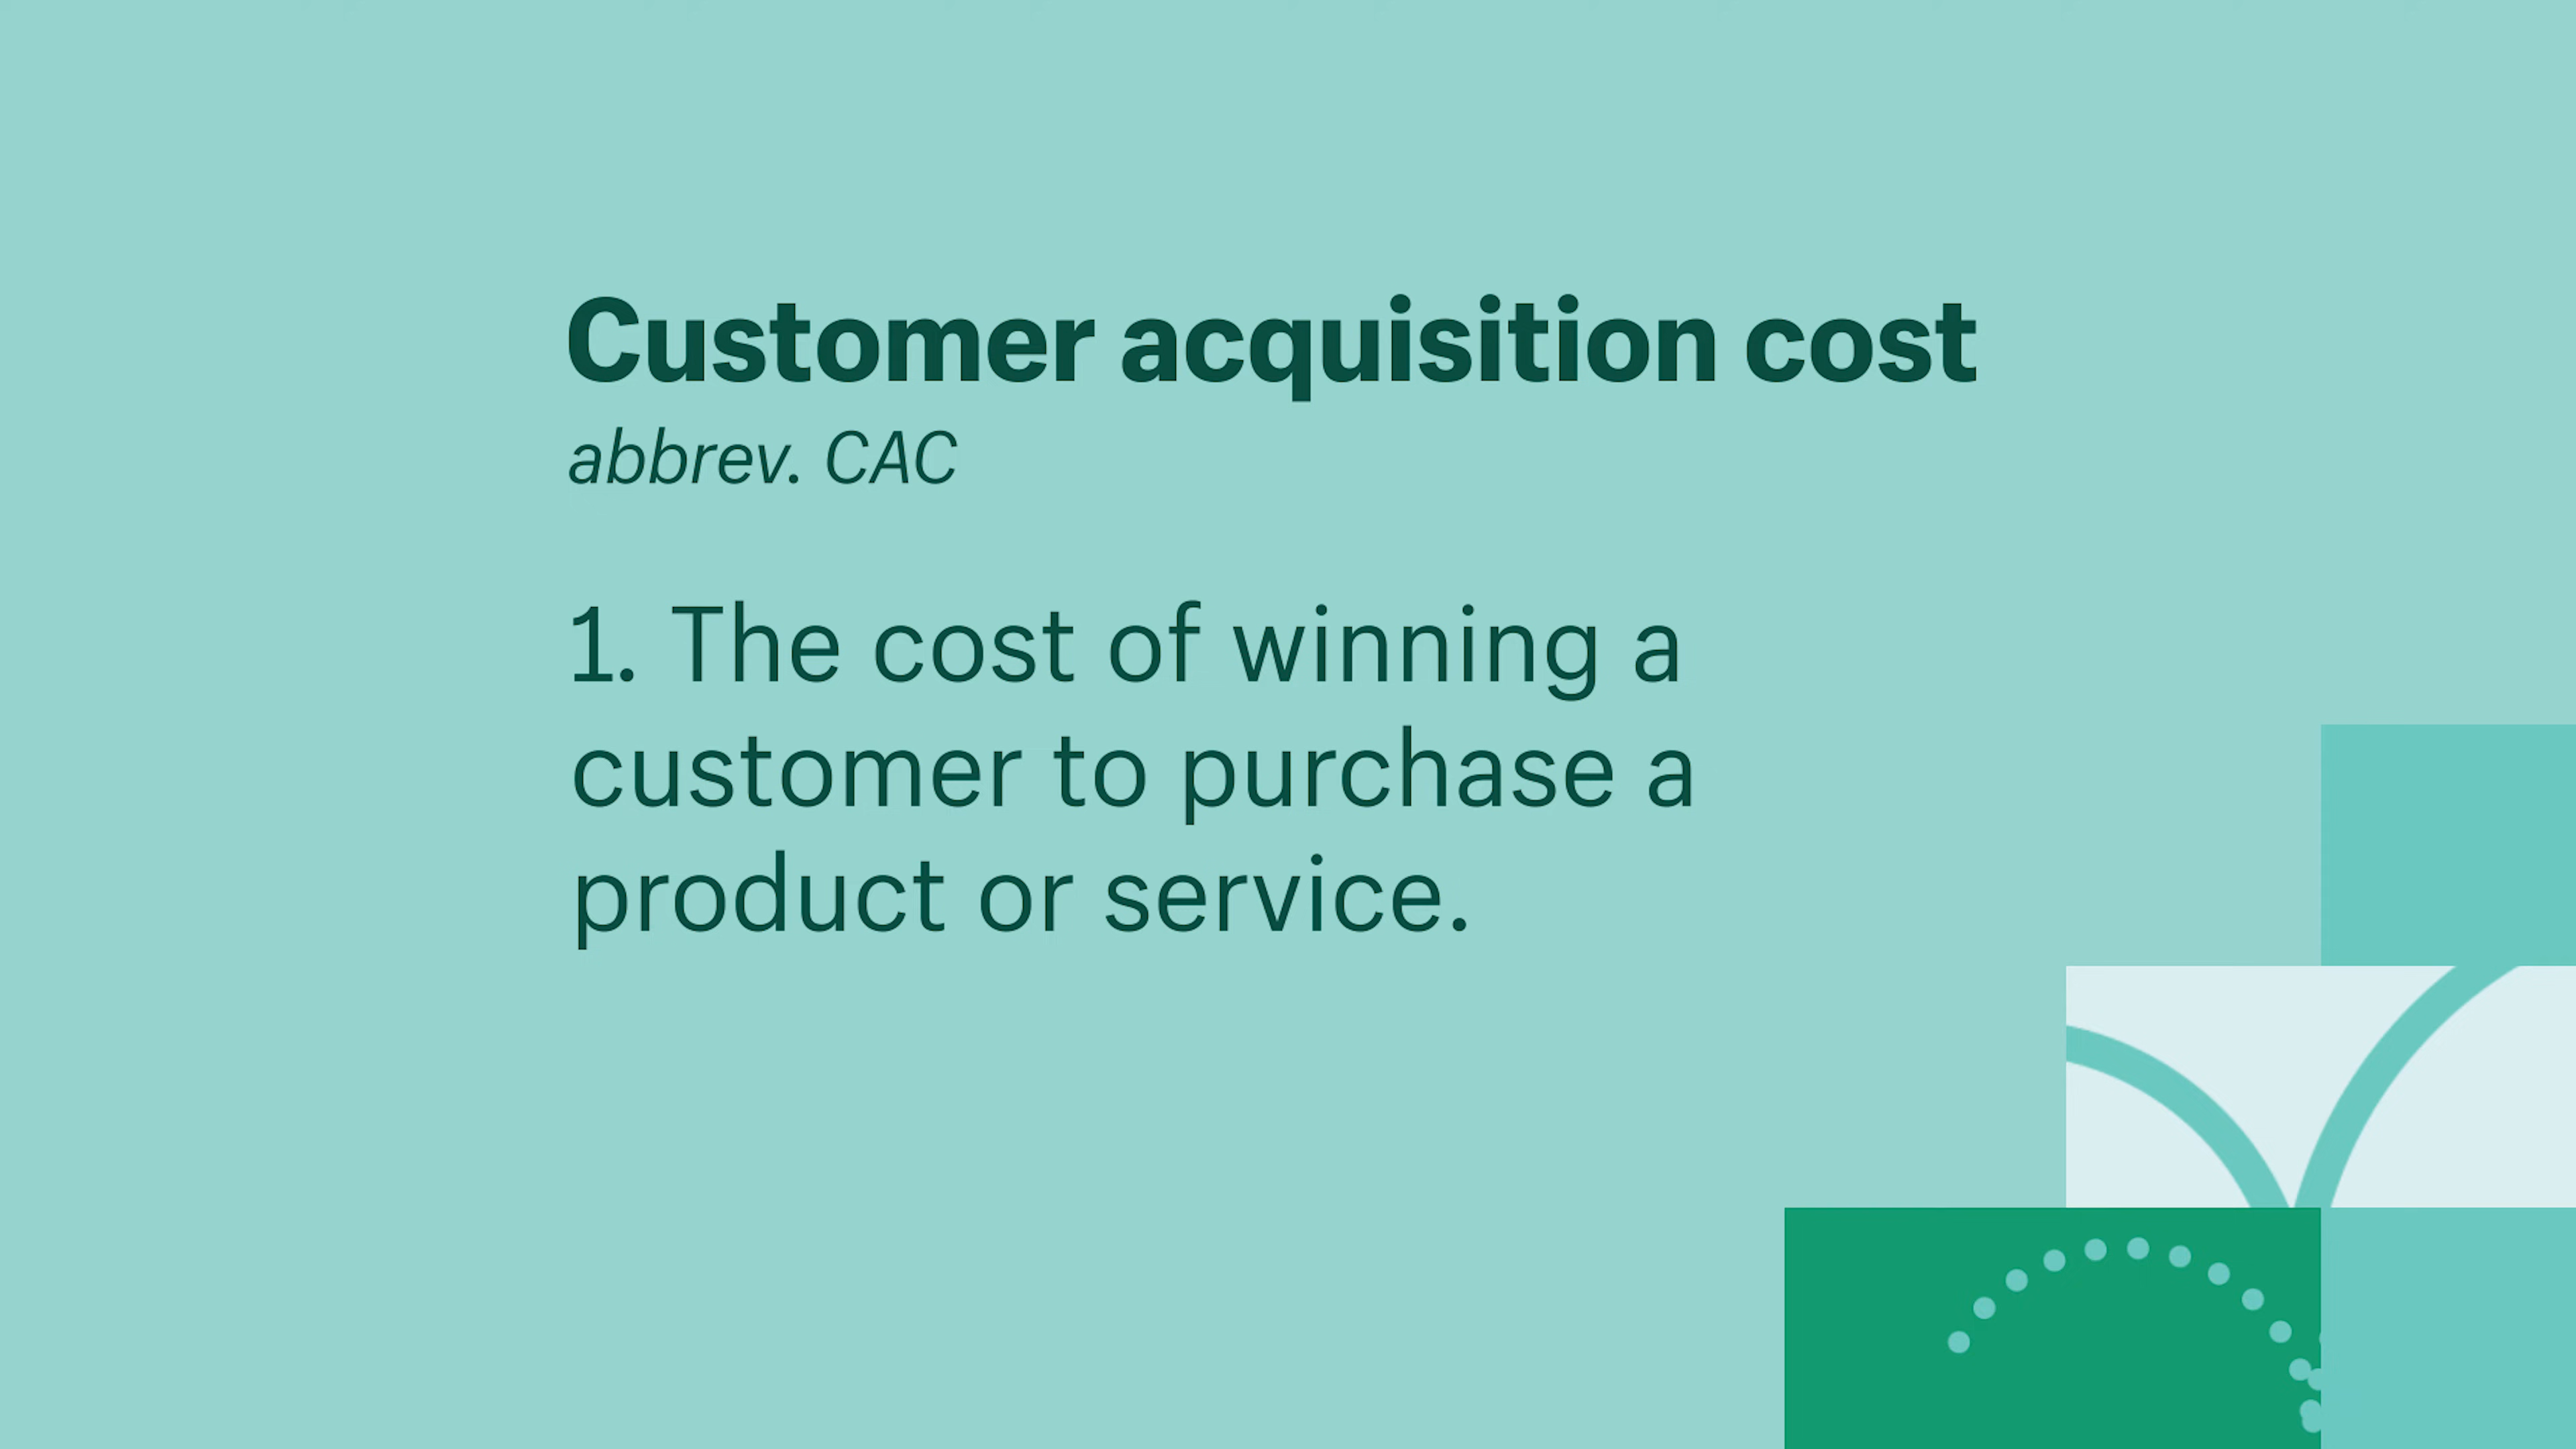 Customer acquisition cost
abbrev. CAC
1. The cost of winning a
customer to purchase a
product or service.